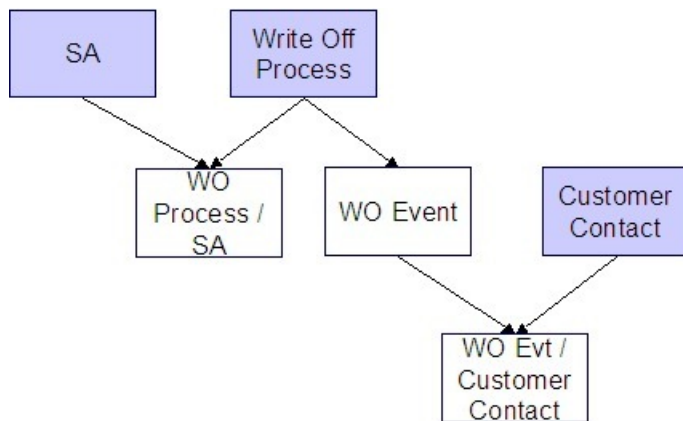 SA
Write Off
Process
WO
Process /
SA
WO Event
Customer
Contact
WO Evt /
Customer
Contact